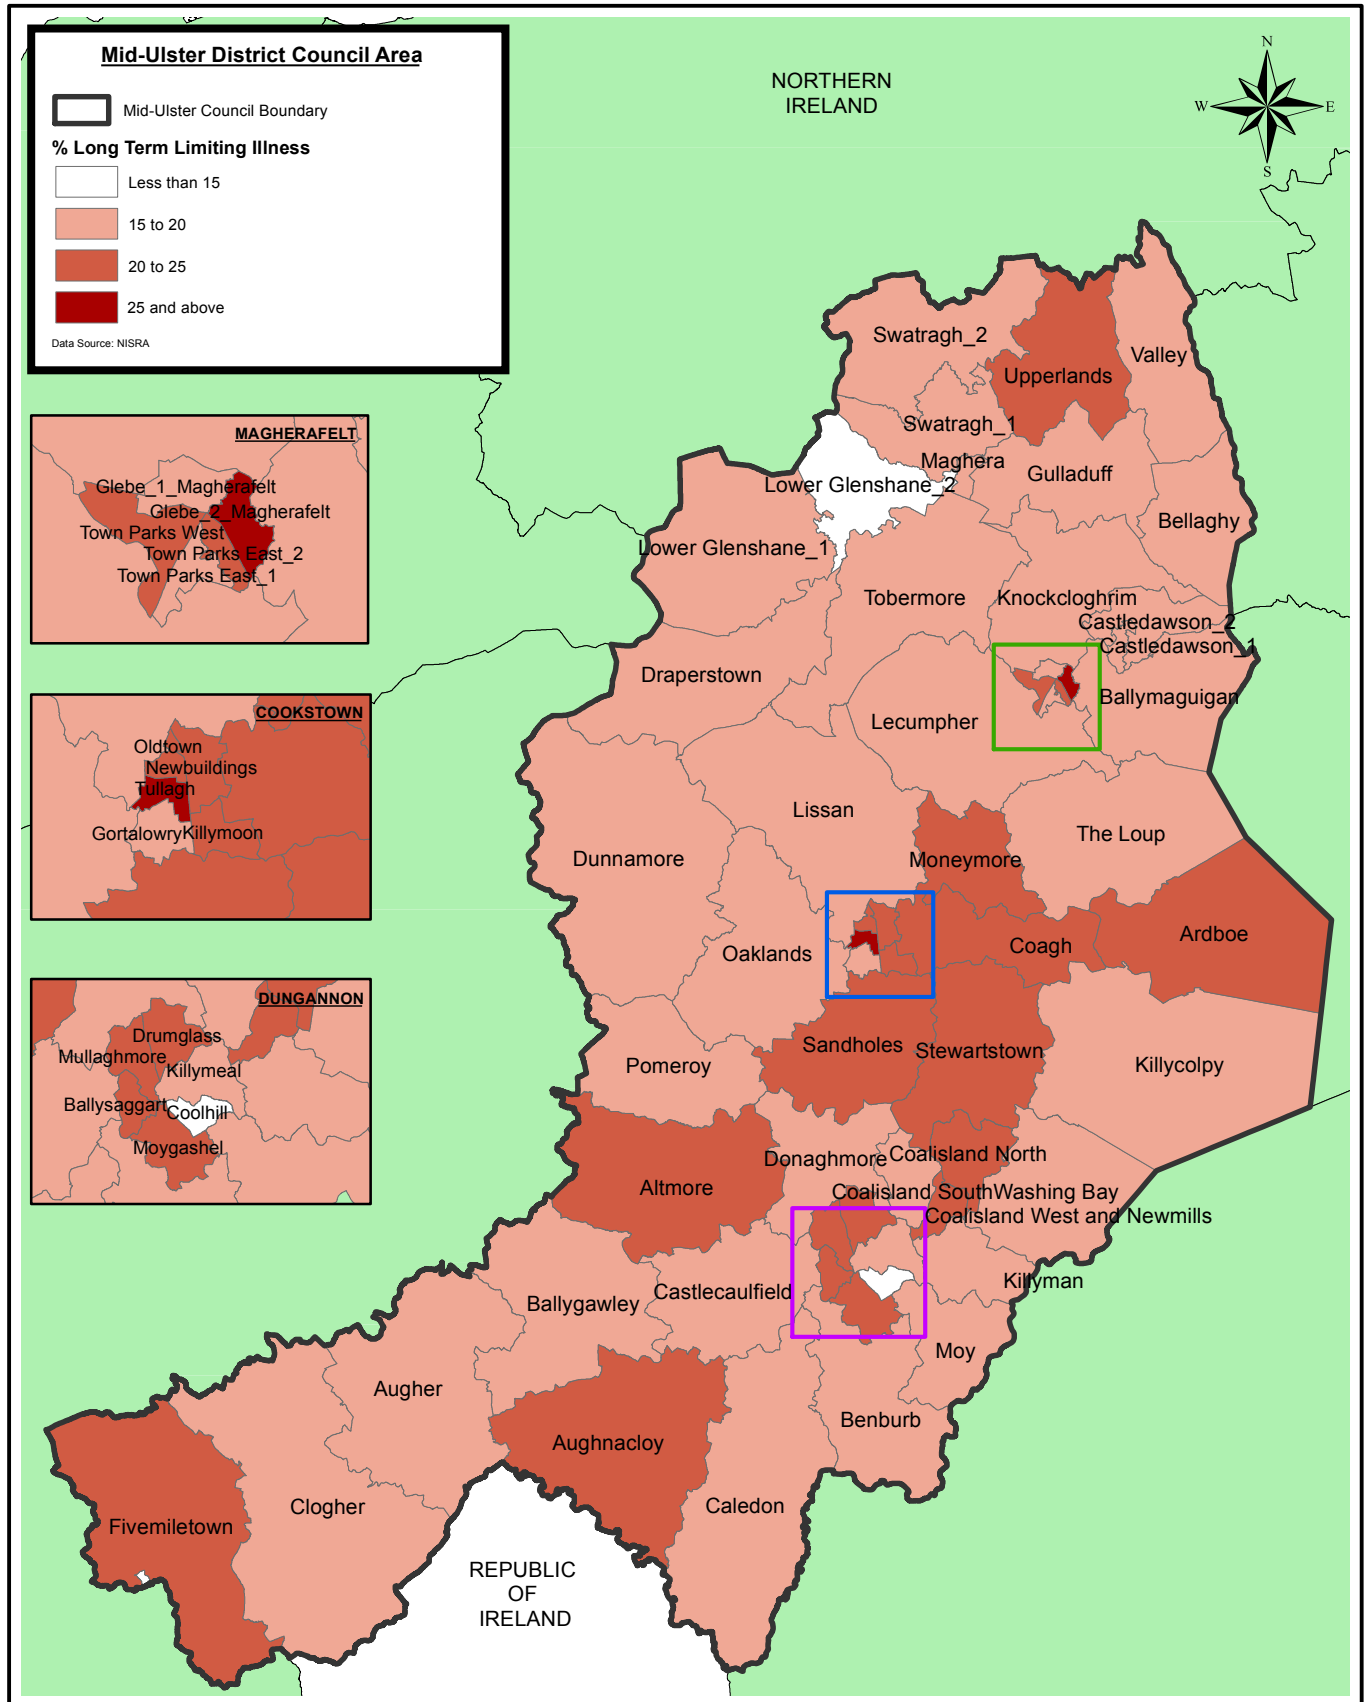 Mid-Ulster District Council Area
Mid-Ulster Council Boundary
% Long Term Limiting Illness
Less than 15
15 to 20
20 to 25
25 and above
Data Source: NISRA
NORTHERN
IRELAND
N
W
E
S
MAGHERAFELT
Glebe_1_Magherafelt
Glebe_2_Magherafelt
Town Parks West
Town Parks East_2
Town Parks East_1
COOKSTOWN
Oldtown
Newbuildings
Tullagh
Gortalowry
Killymoon
DUNGANNON
Drumglass
Mullaghmore
Killymeal
Ballysaggart
Coolhill
Moygashel
Swatragh_2
Valley
Upperlands
Swatragh_1
Maghera
Gulladuff
Lower Glenshane_2
Bellaghy
Lower Glenshane_1
Tobermore
Knockcloghrim
Castledawson_2
Castledawson_1
Draperstown
Ballymaguigan
Lecumpher
Lissan
The Loup
Dunnamore
Moneymore
Ardboe
Coagh
Oaklands
Sandholes
Stewartstown
Pomeroy
Killycolpy
Donaghmore
Coalisland North
Altmore
Coalisland South
Washing Bay
Coalisland West and Newmills
Killyman
Castlecaulfield
Ballygawley
Moy
Augher
Benburb
Aughnacloy
Caledon
Clogher
Fivemiletown
REPUBLIC
OF
IRELAND